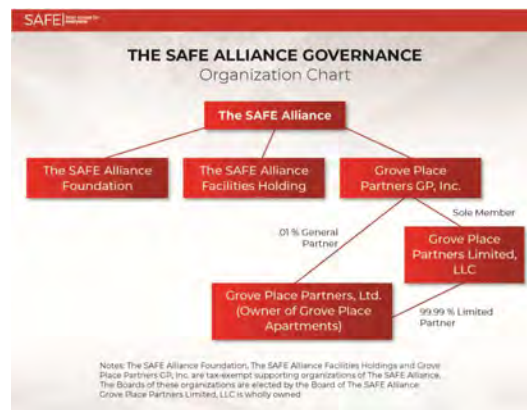 SAFE
THE SAFE ALLIANCE GOVERNANCE
Organization Chart
The SAFE Alliance
The SAFE Alliance
Foundation
The SAFE Alliance
Facilities Holding
Grove Place
Partners GP, Inc.
.01 % General
Partner
Sole Member
Grove Place
Partners Limited,
LLC
Grove Place Partners, Ltd.
(Owner of Grove Place
Apartments)
99.99 % Limited
Partner
Notes: The SAFE Alliance Foundation, The SAFE Alliance Facilities Holdings and Grove
Place Partners GP, Inc. are tax-exempt supporting organizations of The SAFE Alliance.
The Boards of these organizations are elected by the Board of The SAFE Alliance
Grove Place Partners Limited, LLC is wholly owned